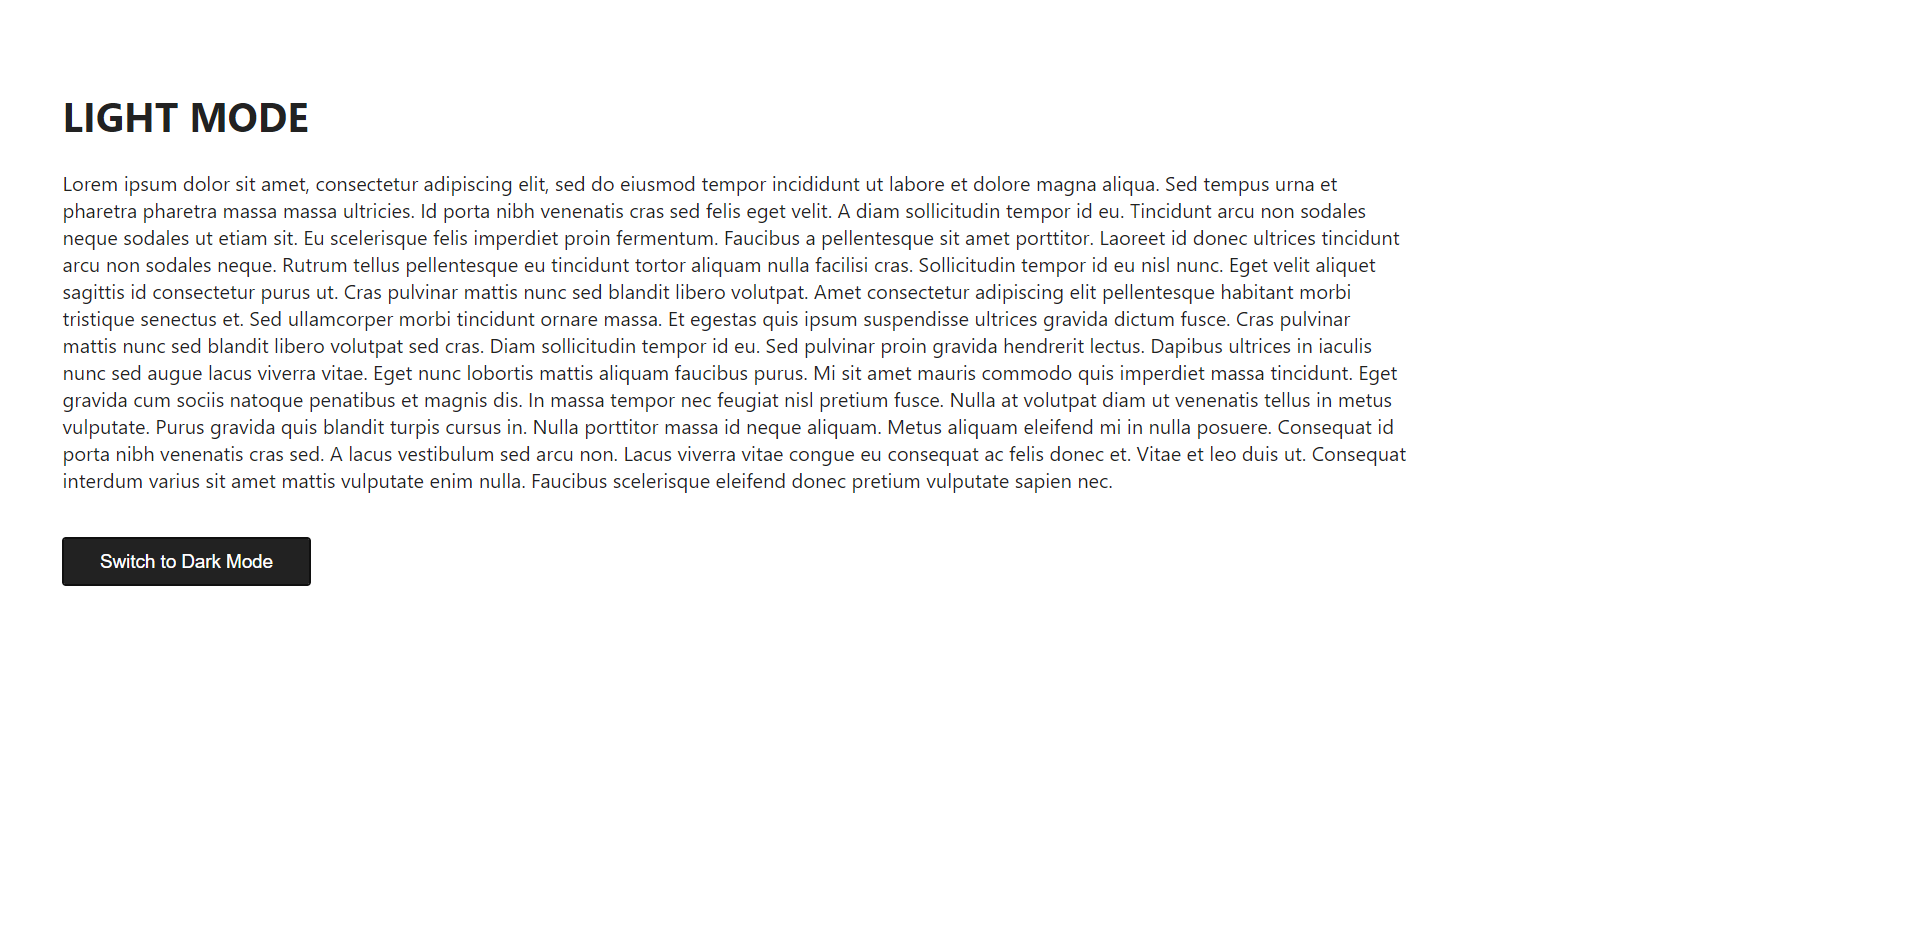 LIGHT MODE
Lorem ipsum dolor sit amet, consectetur adipiscing elit, sed do eiusmod tempor incididunt ut labore et dolore magna aliqua. Sed tempus urna et
pharetra pharetra massa massa ultricies. Id porta nibh venenatis cras sed felis eget velit. A diam sollicitudin tempor id eu. Tincidunt arcu non sodales
neque sodales ut etiam sit. Eu scelerisque felis imperdiet proin fermentum. Faucibus a pellentesque sit amet porttitor. Laoreet id donec ultrices tincidunt
arcu non sodales neque. Rutrum tellus pellentesque eu tincidunt tortor aliquam nulla facilisi cras. Sollicitudin tempor id eu nisl nunc. Eget velit aliquet
sagittis id consectetur purus ut. Cras pulvinar mattis nunc sed blandit libero volutpat. Amet consectetur adipiscing elit pellentesque habitant morbi
tristique senectus et. Sed ullamcorper morbi tincidunt ornare massa. Et egestas quis ipsum suspendisse ultrices gravida dictum fusce. Cras pulvinar
mattis nunc sed blandit libero volutpat sed cras. Diam sollicitudin tempor id eu. Sed pulvinar proin gravida hendrerit lectus. Dapibus ultrices in iaculis
nunc sed augue lacus viverra vitae. Eget nunc lobortis mattis aliquam faucibus purus. Mi sit amet mauris commodo quis imperdiet massa tincidunt. Eget
gravida cum sociis natoque penatibus et magnis dis. In massa tempor nec feugiat nisl pretium fusce. Nulla at volutpat diam ut venenatis tellus in metus
vulputate. Purus gravida quis blandit turpis cursus in. Nulla porttitor massa id neque aliquam. Metus aliquam eleifend mi in nulla posuere. Consequat id
porta nibh venenatis cras sed. A lacus vestibulum sed arcu non. Lacus viverra vitae congue eu consequat ac felis donec et. Vitae et leo duis ut. Consequat
interdum varius sit amet mattis vulputate enim nulla. Faucibus scelerisque eleifend donec pretium vulputate sapien nec.
Switch to Dark Mode